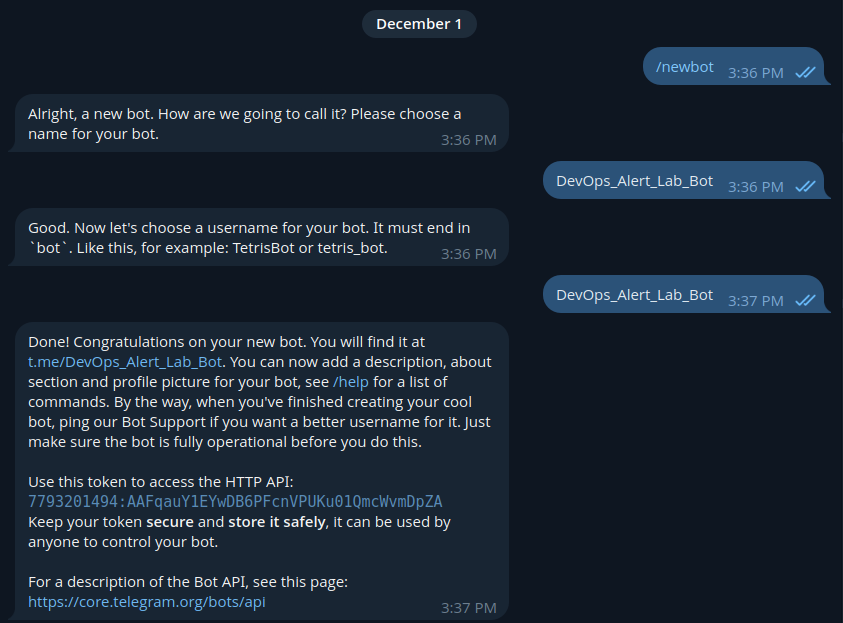 December 1
/newbot 3:36 PM
Alright, a new bot. How are we going to call it? Please choose a
name for your bot.
3:36 PM
DevOps_Alert_Lab_Bot 3:36 PM
Good. Now let's choose a username for your bot. It must end in
`bot`. Like this, for example: TetrisBot or tetris_bot.
3:36 PM
DevOps_Alert_Lab_Bot 3:37 PM
Done! Congratulations on your new bot. You will find it at
t.me/DevOps_Alert_Lab_Bot. You can now add a description, about
section and profile picture for your bot, see /help for a list of
commands. By the way, when you've finished creating your cool
bot, ping our Bot Support if you want a better username for it. Just
make sure the bot is fully operational before you do this.
Use this token to access the HTTP API:
7793201494:AAFqauY1EYwDB6PFcnVPUKu01QmcWvmDpZA
Keep your token secure and store it safely, it can be used by
anyone to control your bot.
For a description of the Bot API, see this page:
https://core.telegram.org/bots/api
3:37 PM